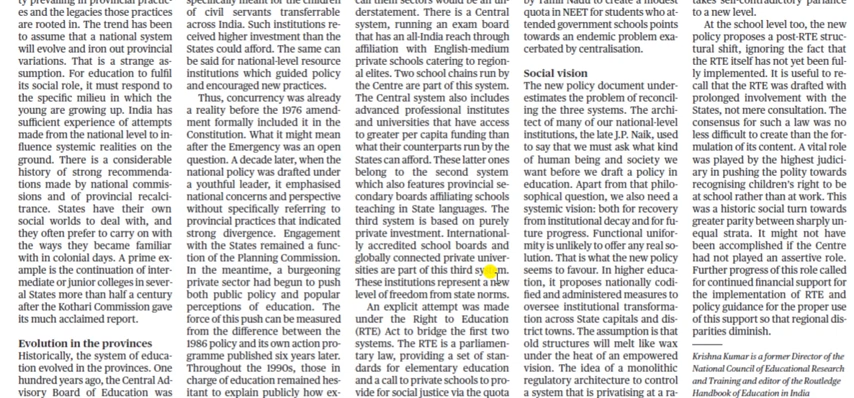 ty prevailing in provincial practic-
es and the legacies those practices
are rooted in. The trend has been
to assume that a national system
will evolve and iron out provincial
variations. That is a strange as-
sumption. For education to fulfil
its social role, it must respond to
the specific milieu in which the
young are growing up. India has
sufficient experience of attempts
made from the national level to in-
fluence systemic realities on the
ground. There is a considerable
history of strong recommenda-
tions made by national commis-
sions and of provincial recalci-
trance. States have their own
social worlds to deal with, and
they often prefer to carry on with
the ways they became familiar
with in colonial days. A prime ex-
ample is the continuation of inter-
mediate or junior colleges in sever-
al States more than half a century
after the Kothari Commission gave
its much acclaimed report.
Evolution in the provinces
Historically, the system of educa-
tion evolved in the provinces. One
hundred years ago, the Central Ad-
visory Board of Education was
specifically meant for the children
of civil servants transferable
across India. Such institutions re-
ceived higher investment than the
States could afford. The same can
be said for national-level resource
institutions which guided policy
and encouraged new practices.
Thus, concurrency was already
a reality before the 1976 amend-
ment formally included it in the
Constitution. What it might mean
after the Emergency was an open
question. A decade later, when the
national policy was drafted under
a youthful leader, it emphasised
national concerns and perspective
without specifically referring to
provincial practices that indicated
strong divergence. Engagement
with the States remained a func-
tion of the Planning Commission.
In the meantime, a burgeoning
private sector had begun to push
both public policy and popular
perceptions of education. The
force of this push can be measured
from the difference between the
1986 policy and its own action pro-
gramme published six years later.
Throughout the 1990s, those in
charge of education remained hes-
itant to explain publicly how ex-
can them sectors would be an un-
derstatement. There is a Central
system, running an exam board
that has an all-India reach through
affiliation with English-medium
private schools catering to region-
al elites. Two school chains run by
the Centre are part of this system.
The Central system also includes
advanced professional institutes
and universities that have access
to greater per capita funding than
what their counterparts run by the
States can afford. These latter ones
belong to the second system
which also features provincial se-
condary boards affiliating schools
teaching in State languages. The
third system is based on purely
private investment. International-
ly accredited school boards and
globally connected private univer-
sities are part of this third system.
These institutions represent a new
level of freedom from state norms.
An explicit attempt was made
under the Right to Education
(RTE) Act to bridge the first two
systems. The RTE is a parliamen-
tary law, providing a set of stan-
dards for elementary education
and a call to private schools to pro-
vide for social justice via the quota
by Tamil Nadu to create a modest
quota in NEET for students who at-
tended government schools points
towards an endemic problem exa-
cerbated by centralisation.
Social vision
The new policy document under-
estimates the problem of reconcil-
ing the three systems. The archi-
tect of many of our national-level
institutions, the late J.P. Naik, used
to say that we must ask what kind
of human being and society we
want before we draft a policy in
education. Apart from that philo-
sophical question, we also need a
systemic vision: both for recovery
from institutional decay and for fu-
ture progress. Functional unifor-
mity is unlikely to offer any real so-
lution. That is what the new policy
seems to favour. In higher educa-
tion, it proposes nationally codi-
fied and administered measures to
oversee institutional transforma-
tion across State capitals and dis-
trict towns. The assumption is that
old structures will melt like wax
under the heat of an empowered
vision. The idea of a monolithic
regulatory architecture to control
a system that is privatising at a ra-
takes self-contradictory parlance
to a new level.
At the school level too, the new
policy proposes a post-RTE struc-
tural shift, ignoring the fact that
the RTE itself has not yet been ful-
ly implemented. It is useful to re-
call that the RTE was drafted with
prolonged involvement with the
States, not mere consultation. The
consensus for such a law was no
less difficult to create than the for-
mulation of its content. A vital role
was played by the highest judici-
ary in pushing the polity towards
recognising children's right to be
at school rather than at work. This
was a historic social turn towards
greater parity between sharply un-
equal strata. It might not have
been accomplished if the Centre
had not played an assertive role.
Further progress of this role called
for continued financial support for
the implementation of RTE and
policy guidance for the proper use
of this support so that regional dis-
parities diminish.
Krishna Kumar is a former Director of the
National Council of Educational Research
and Training and editor of the Routledge
Handbook of Education in India